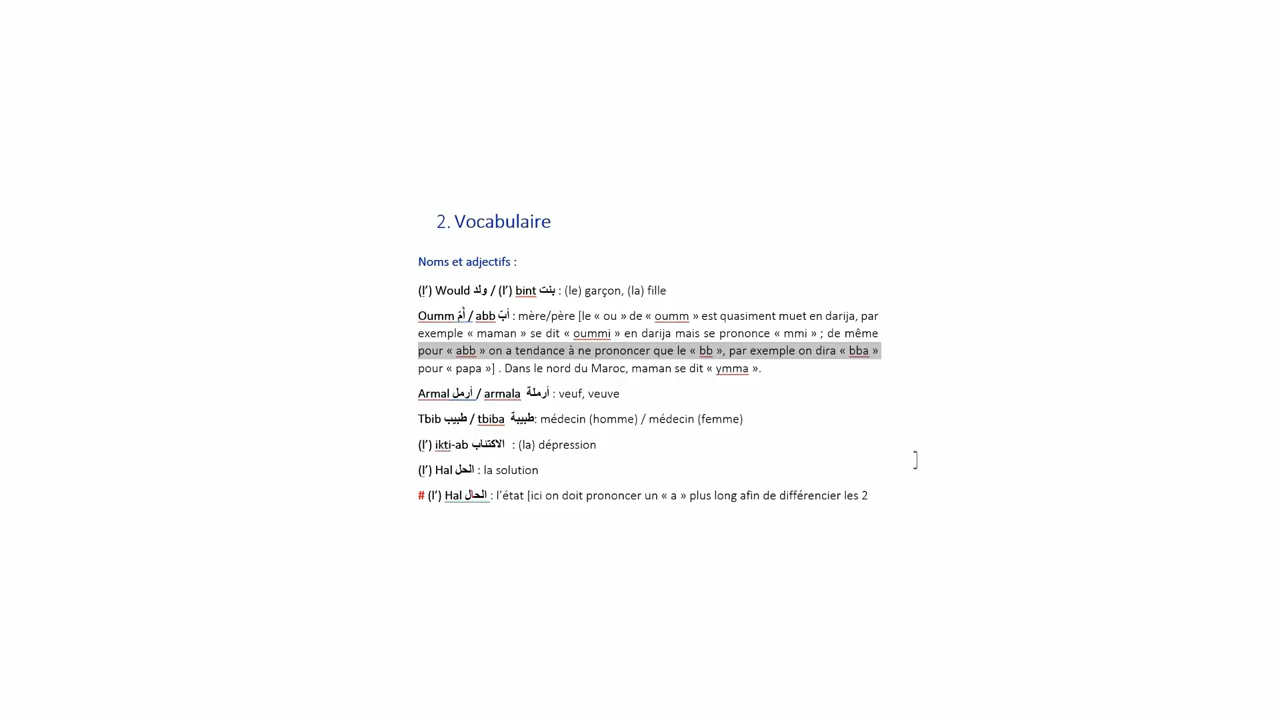 2. Vocabulaire
Noms et adjectifs :
(l’) Would ولد / (l’) bint بنت : (le) garçon, (la) fille
Oumm أمّ / abb أبّ : mère/père [le « ou » de « oumm » est quasiment muet en darija, par
exemple « maman » se dit « oummi » en darija mais se prononce « mmi » ; de même
pour « abb » on a tendance à ne prononcer que le « bb », par exemple on dira « bba »
pour « papa »] . Dans le nord du Maroc, maman se dit « ymma ».
Armal أرمل / armala أرملة : veuf, veuve
Tbib طبيب / tbiba طبيبة: médecin (homme) / médecin (femme)
(l’) ikti-ab الاكتئاب : (la) dépression
(l’) Hal الحل : la solution
# (l’) Hal الحال : l’état [ici on doit prononcer un « a » plus long afin de différencier les 2
]